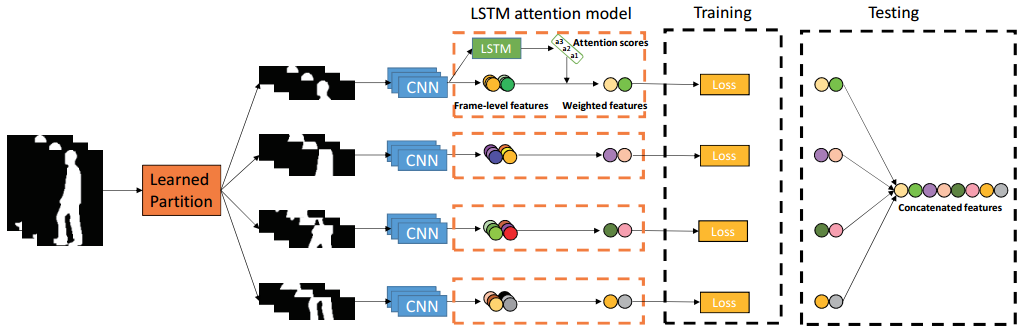 LSTM attention model
Training
Testing
LSTM
a3
a2
a1
Attention scores
CNN
Frame-level features
Weighted features
Loss
Learned
Partition
CNN
Loss
Concatenated features
CNN
Loss
CNN
Loss